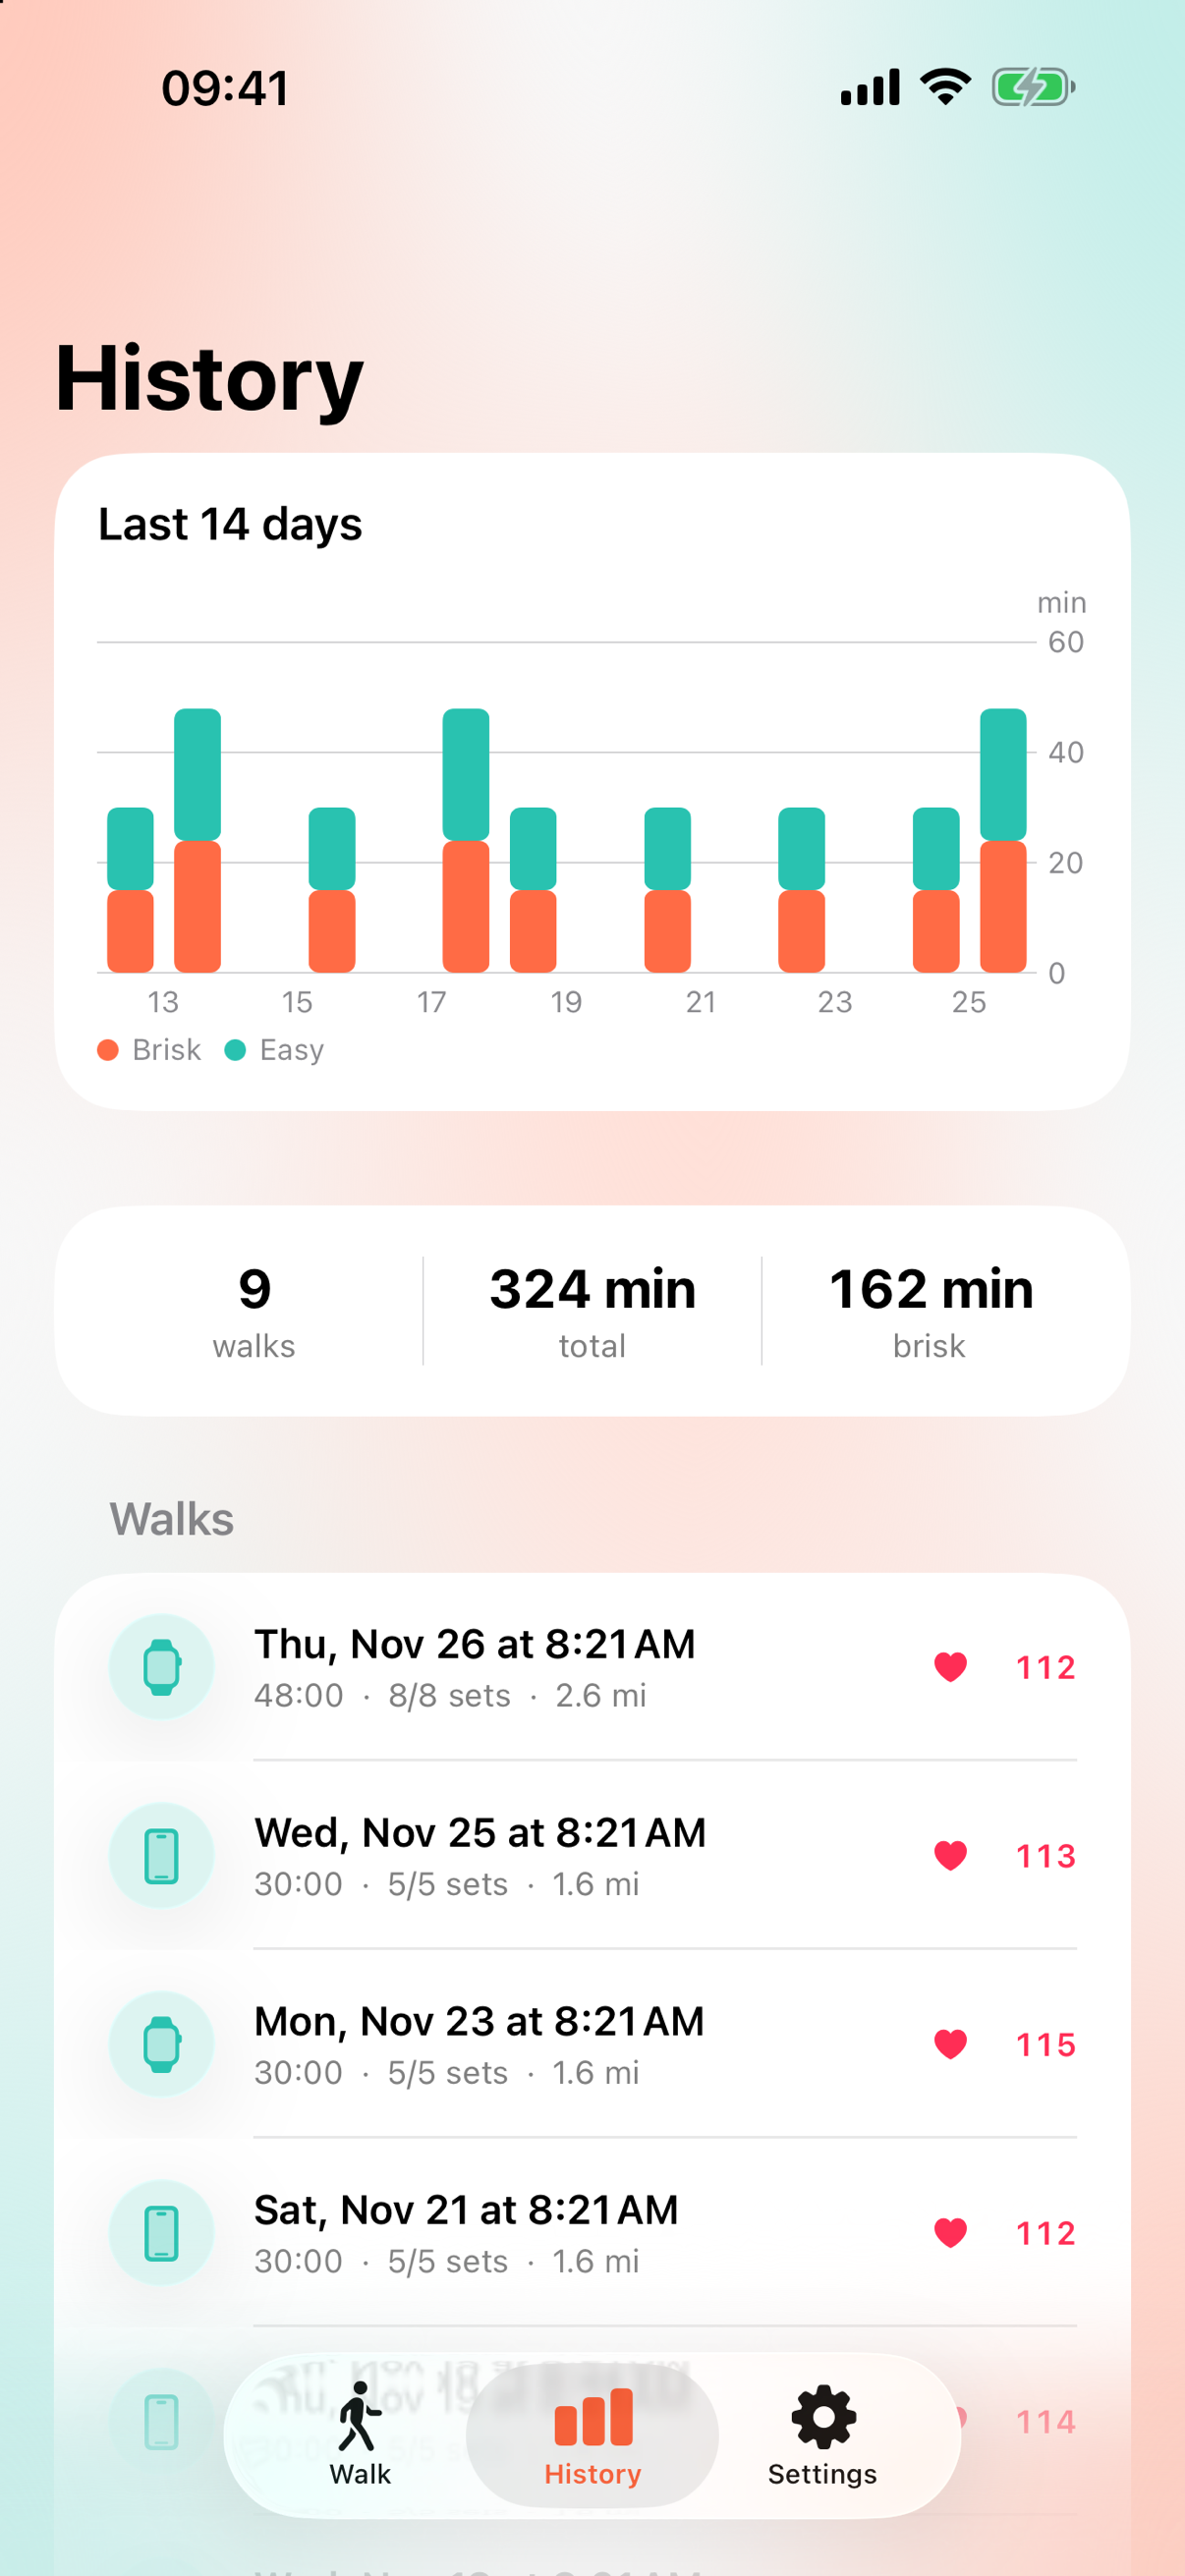 09:41
History
Last 14 days
min
60
40
20
0
13 15 17 19 21 23 25
Brisk Easy
9 324 min 162 min
walks total brisk
Walks
Thu, Nov 26 at 8:21 AM
48:00 · 8/8 sets · 2.6 mi
112
Wed, Nov 25 at 8:21 AM
30:00 · 5/5 sets · 1.6 mi
113
Mon, Nov 23 at 8:21 AM
30:00 · 5/5 sets · 1.6 mi
115
Sat, Nov 21 at 8:21 AM
30:00 · 5/5 sets · 1.6 mi
112
114
Walk History Settings